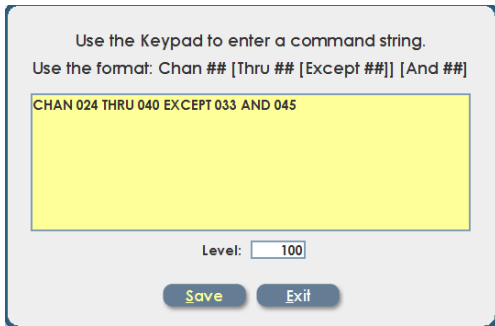 Use the Keypad to enter a command string.
Use the format: Chan ## [Thru ## [Except ##]] [And ##]
CHAN 024 THRU 040 EXCEPT 033 AND 045
Level: 100
Save Exit